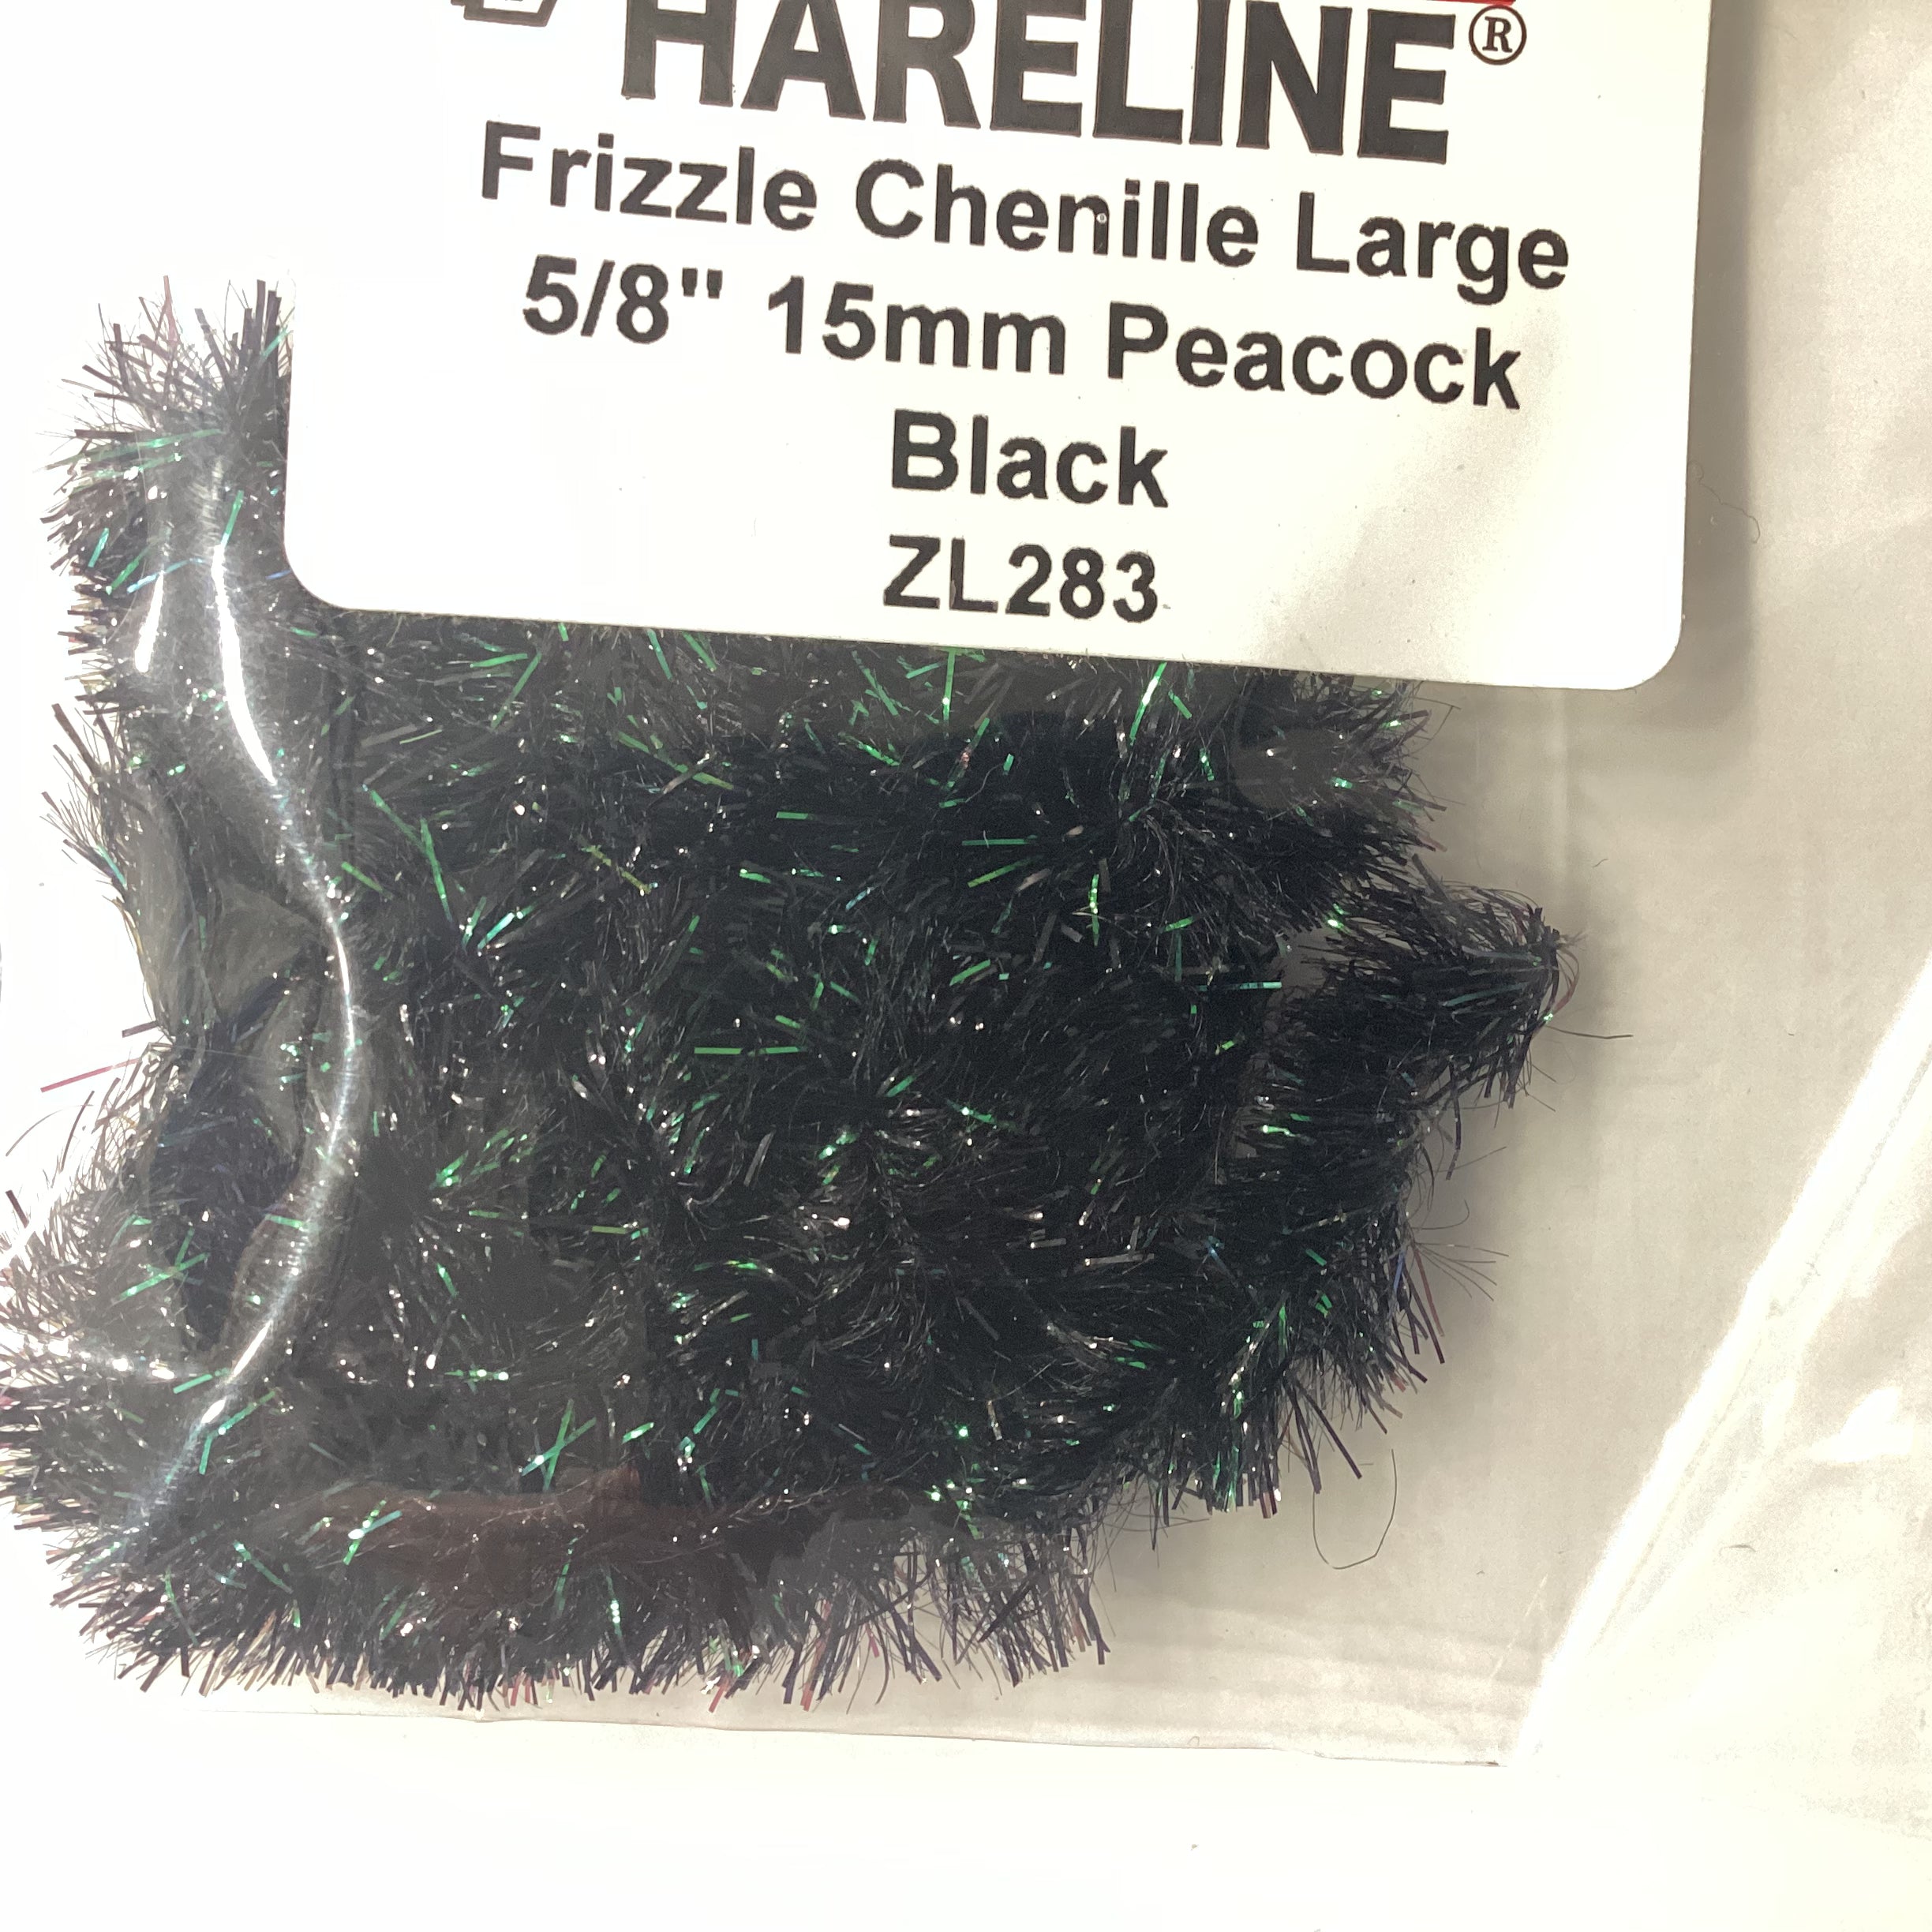 HARELINE®
Frizzle Chenille Large
5/8" 15mm Peacock
Black
ZL283